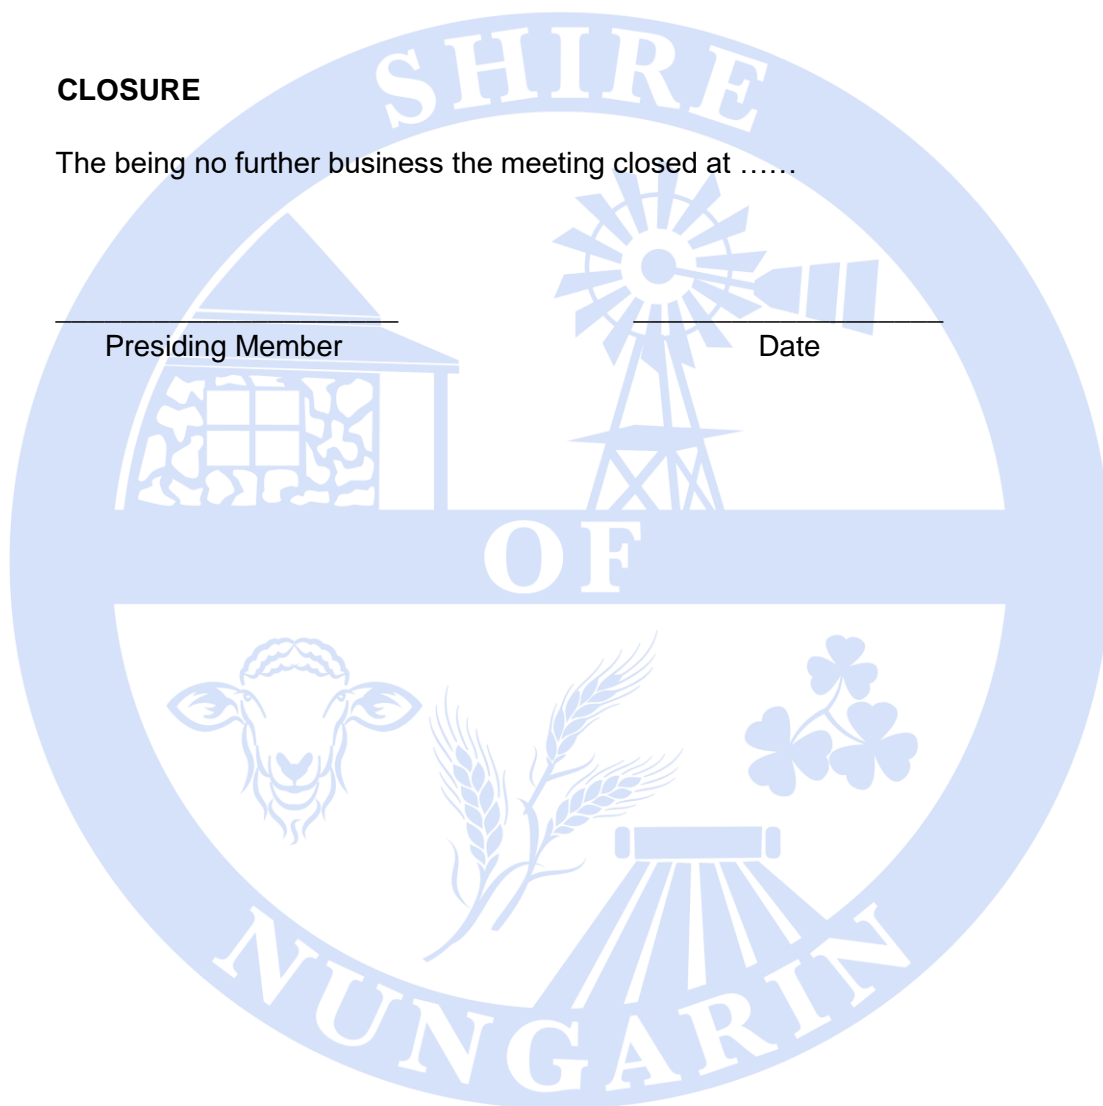 SHIRE
CLOSURE
The being no further business the meeting closed at ……
Presiding Member Date
OF
NUNGARIN